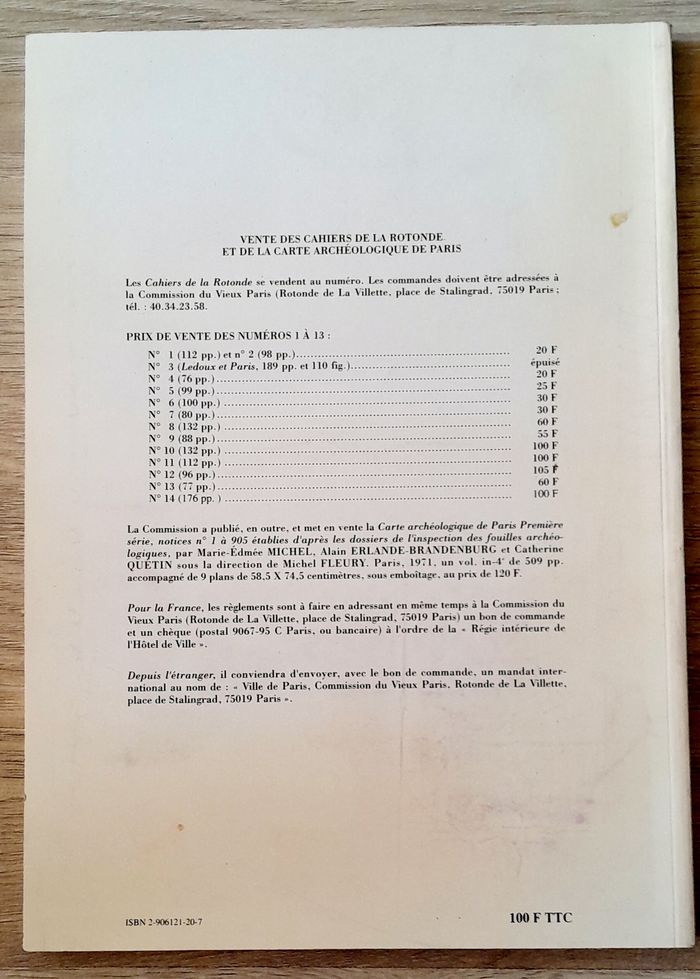 VENTE DES CAHIERS DE LA ROTONDE
ET DE LA CARTE ARCHÉOLOGIQUE DE PARIS
Les Cahiers de la Rotonde se vendent au numéro. Les commandes doivent être adressées à
la Commission du Vieux Paris (Rotonde de La Villette, place de Stalingrad, 75019 Paris ;
tél. : 40.34.23.58.
PRIX DE VENTE DES NUMÉROS 1 À 13 :
N° 1 (112 pp.) et n° 2 (98 pp.) 20 F
N° 3 (Ledoux et Paris, 189 pp. et 110 fig.) épuisé
N° 4 (76 pp.) 20 F
N° 5 (99 pp.) 25 F
N° 6 (100 pp.) 30 F
N° 7 (80 pp.) 30 F
N° 8 (132 pp.) 60 F
N° 9 (88 pp.) 55 F
N° 10 (132 pp.) 100 F
N° 11 (112 pp.) 100 F
N° 12 (96 pp.) 105 F
N° 13 (77 pp.) 60 F
N° 14 (176 pp. ) 100 F
La Commission a publié, en outre, et met en vente la Carte archéologique de Paris Première
série, notices n° 1 à 905 établies d'après les dossiers de l'inspection des fouilles archéo-
logiques, par Marie-Edmée MICHEL, Alain ERLANDE-BRANDENBURG et Catherine
QUÉTIN sous la direction de Michel FLEURY. Paris, 1971, un vol. in-4° de 509 pp.
accompagné de 9 plans de 58,5 X 74,5 centimètres, sous emboîtage, au prix de 120 F.
Pour la France, les règlements sont à faire en adressant en même temps à la Commission du
Vieux Paris (Rotonde de La Villette, place de Stalingrad, 75019 Paris) un bon de commande
et un chèque (postal 9067-95 C Paris, ou bancaire) à l'ordre de la « Régie intérieure de
l'Hôtel de Ville ».
Depuis l'étranger, il conviendra d'envoyer, avec le bon de commande, un mandat inter-
national au nom de : « Ville de Paris, Commission du Vieux Paris, Rotonde de La Villette,
place de Stalingrad, 75019 Paris ».
ISBN 2-906121-20-7
100 F TTC